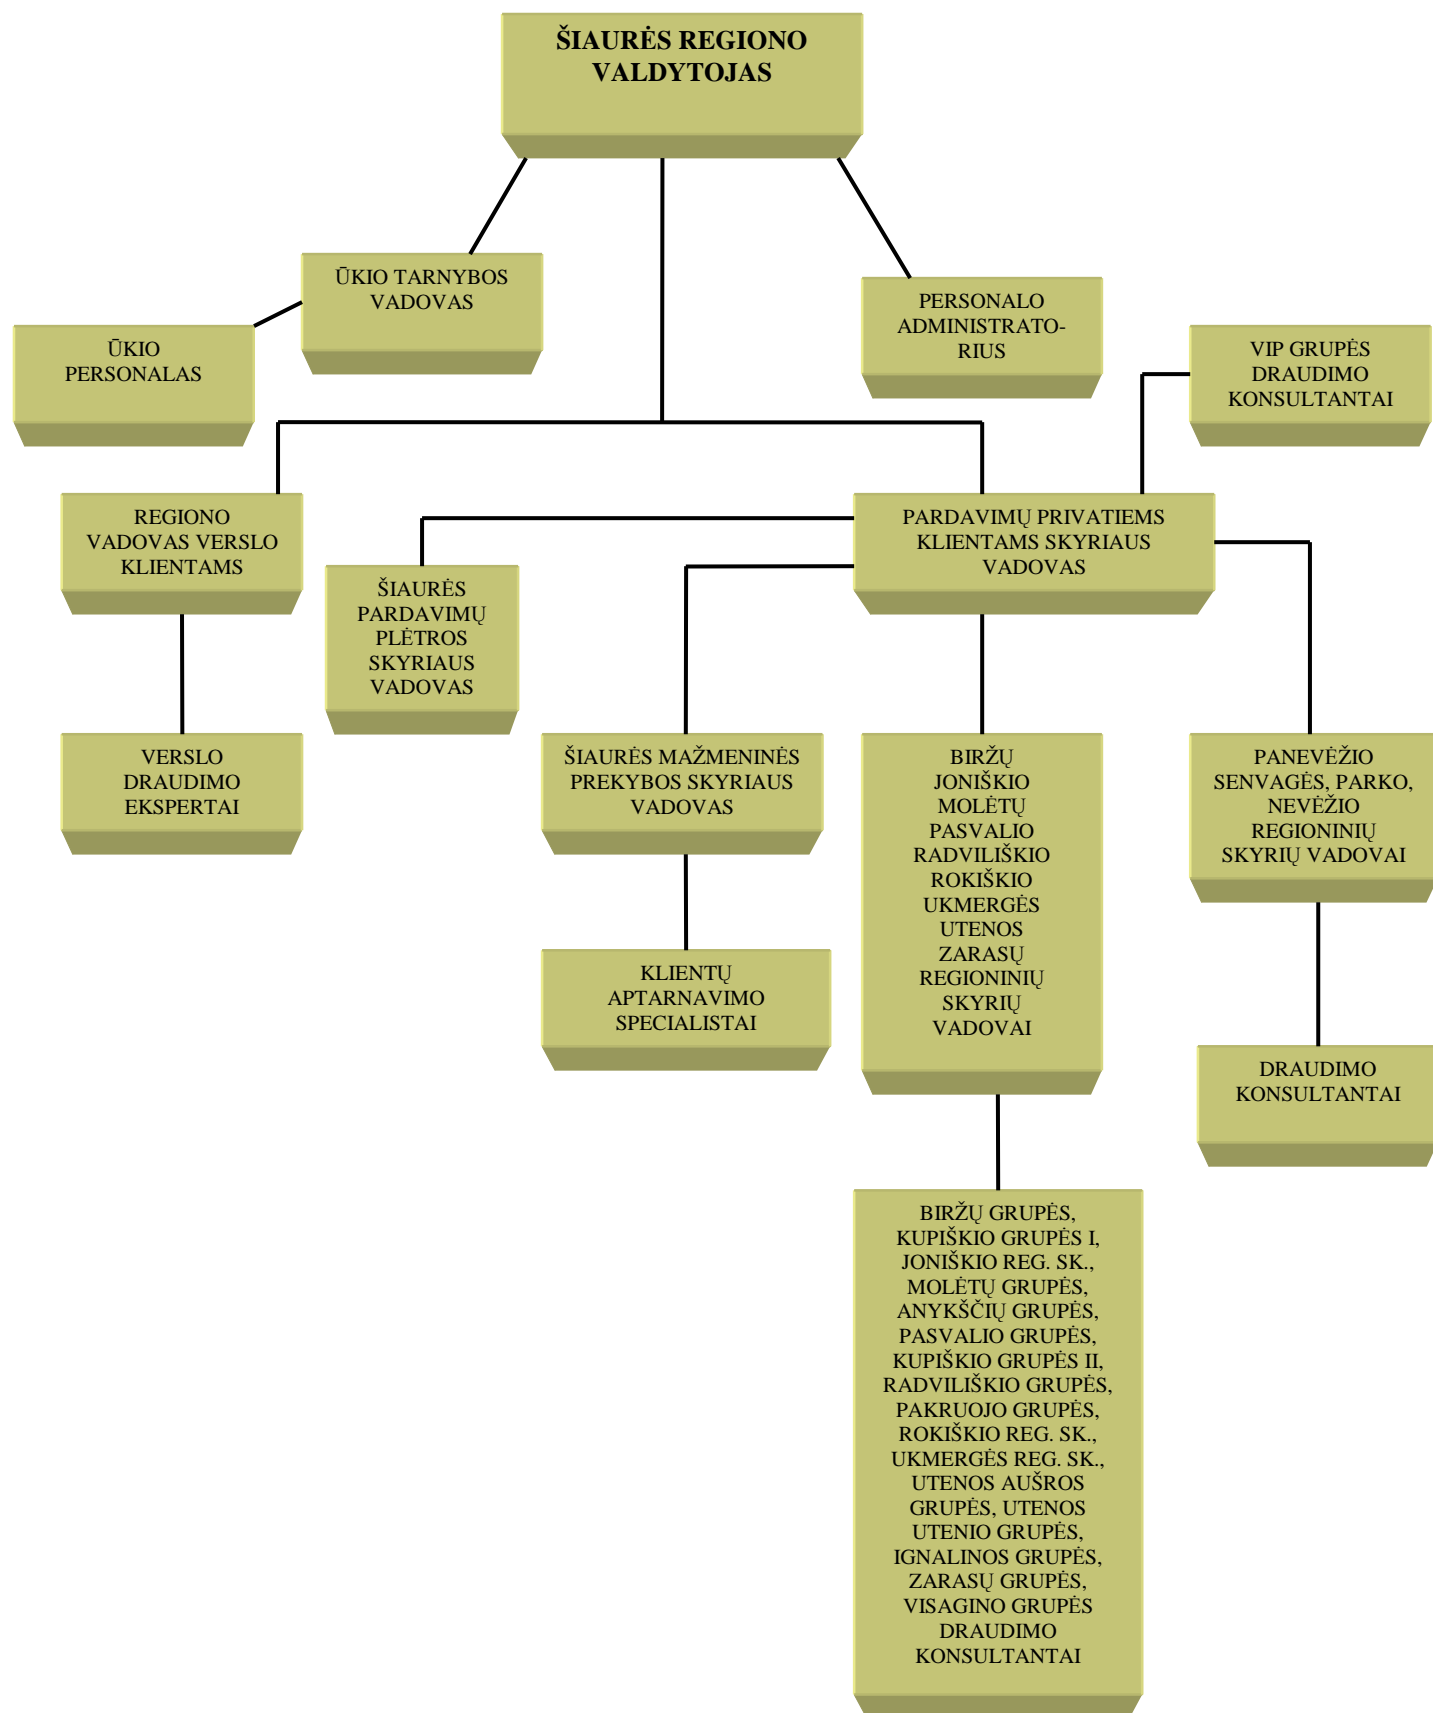 ŠIAURĖS REGIONO
VALDYTOJAS
ŪKIO TARNYBOS
VADOVAS
PERSONALO
ADMINISTRATO-
RIUS
ŪKIO
PERSONALAS
VIP GRUPĖS
DRAUDIMO
KONSULTANTAI
REGIONO
VADOVAS VERSLO
KLIENTAMS
PARDAVIMŲ PRIVATIEMS
KLIENTAMS SKYRIAUS
VADOVAS
ŠIAURĖS
PARDAVIMŲ
PLĖTROS
SKYRIAUS
VADOVAS
VERSLO
DRAUDIMO
EKSPERTAI
ŠIAURĖS MAŽMENINĖS
PREKYBOS SKYRIAUS
VADOVAS
BIRŽŲ
JONIŠKIO
MOLĖTŲ
PASVALIO
RADVILIŠKIO
ROKIŠKIO
UKMERGĖS
UTENOS
ZARASŲ
REGIONINIŲ
SKYRIŲ
VADOVAI
PANEVĖŽIO
SENVAGĖS, PARKO,
NEVĖŽIO
REGIONINIŲ
SKYRIŲ VADOVAI
KLIENTŲ
APTARNAVIMO
SPECIALISTAI
DRAUDIMO
KONSULTANTAI
BIRŽŲ GRUPĖS,
KUPIŠKIO GRUPĖS I,
JONIŠKIO REG. SK.,
MOLĖTŲ GRUPĖS,
ANYKŠČIŲ GRUPĖS,
PASVALIO GRUPĖS,
KUPIŠKIO GRUPĖS II,
RADVILIŠKIO GRUPĖS,
PAKRUOJO GRUPĖS,
ROKIŠKIO REG. SK.,
UKMERGĖS REG. SK.,
UTENOS AUŠROS
GRUPĖS, UTENOS
UTENIO GRUPĖS,
IGNALINOS GRUPĖS,
ZARASŲ GRUPĖS,
VISAGINO GRUPĖS
DRAUDIMO
KONSULTANTAI